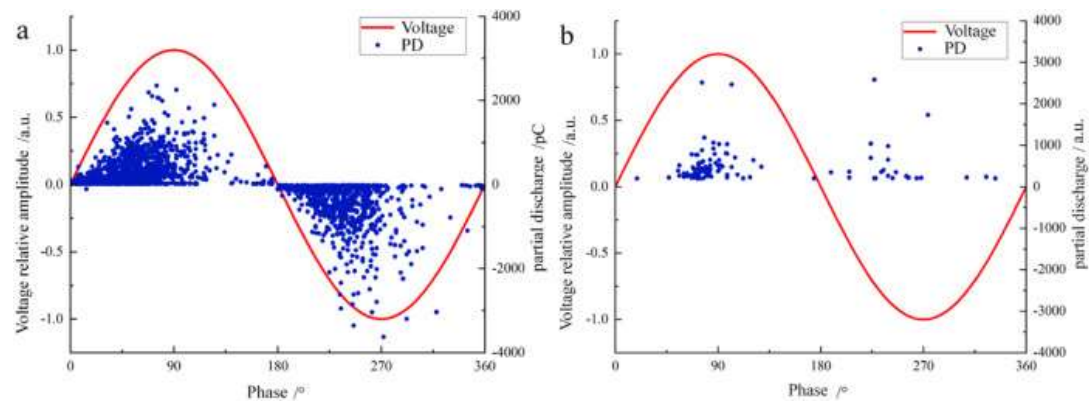 a
Voltage
PD
Voltage relative amplitude /a.u.
1.0
0.5
0.0
-0.5
-1.0
4000
2000
0
-2000
-4000
partial discharge /pC
0
90
180
270
360
Phase /°
b
Voltage
PD
Voltage relative amplitude /a.u.
1.0
0.5
0.0
-0.5
-1.0
4000
3000
2000
1000
0
-1000
-2000
-3000
-4000
partial discharge / a.u.
0
90
180
270
360
Phase /°